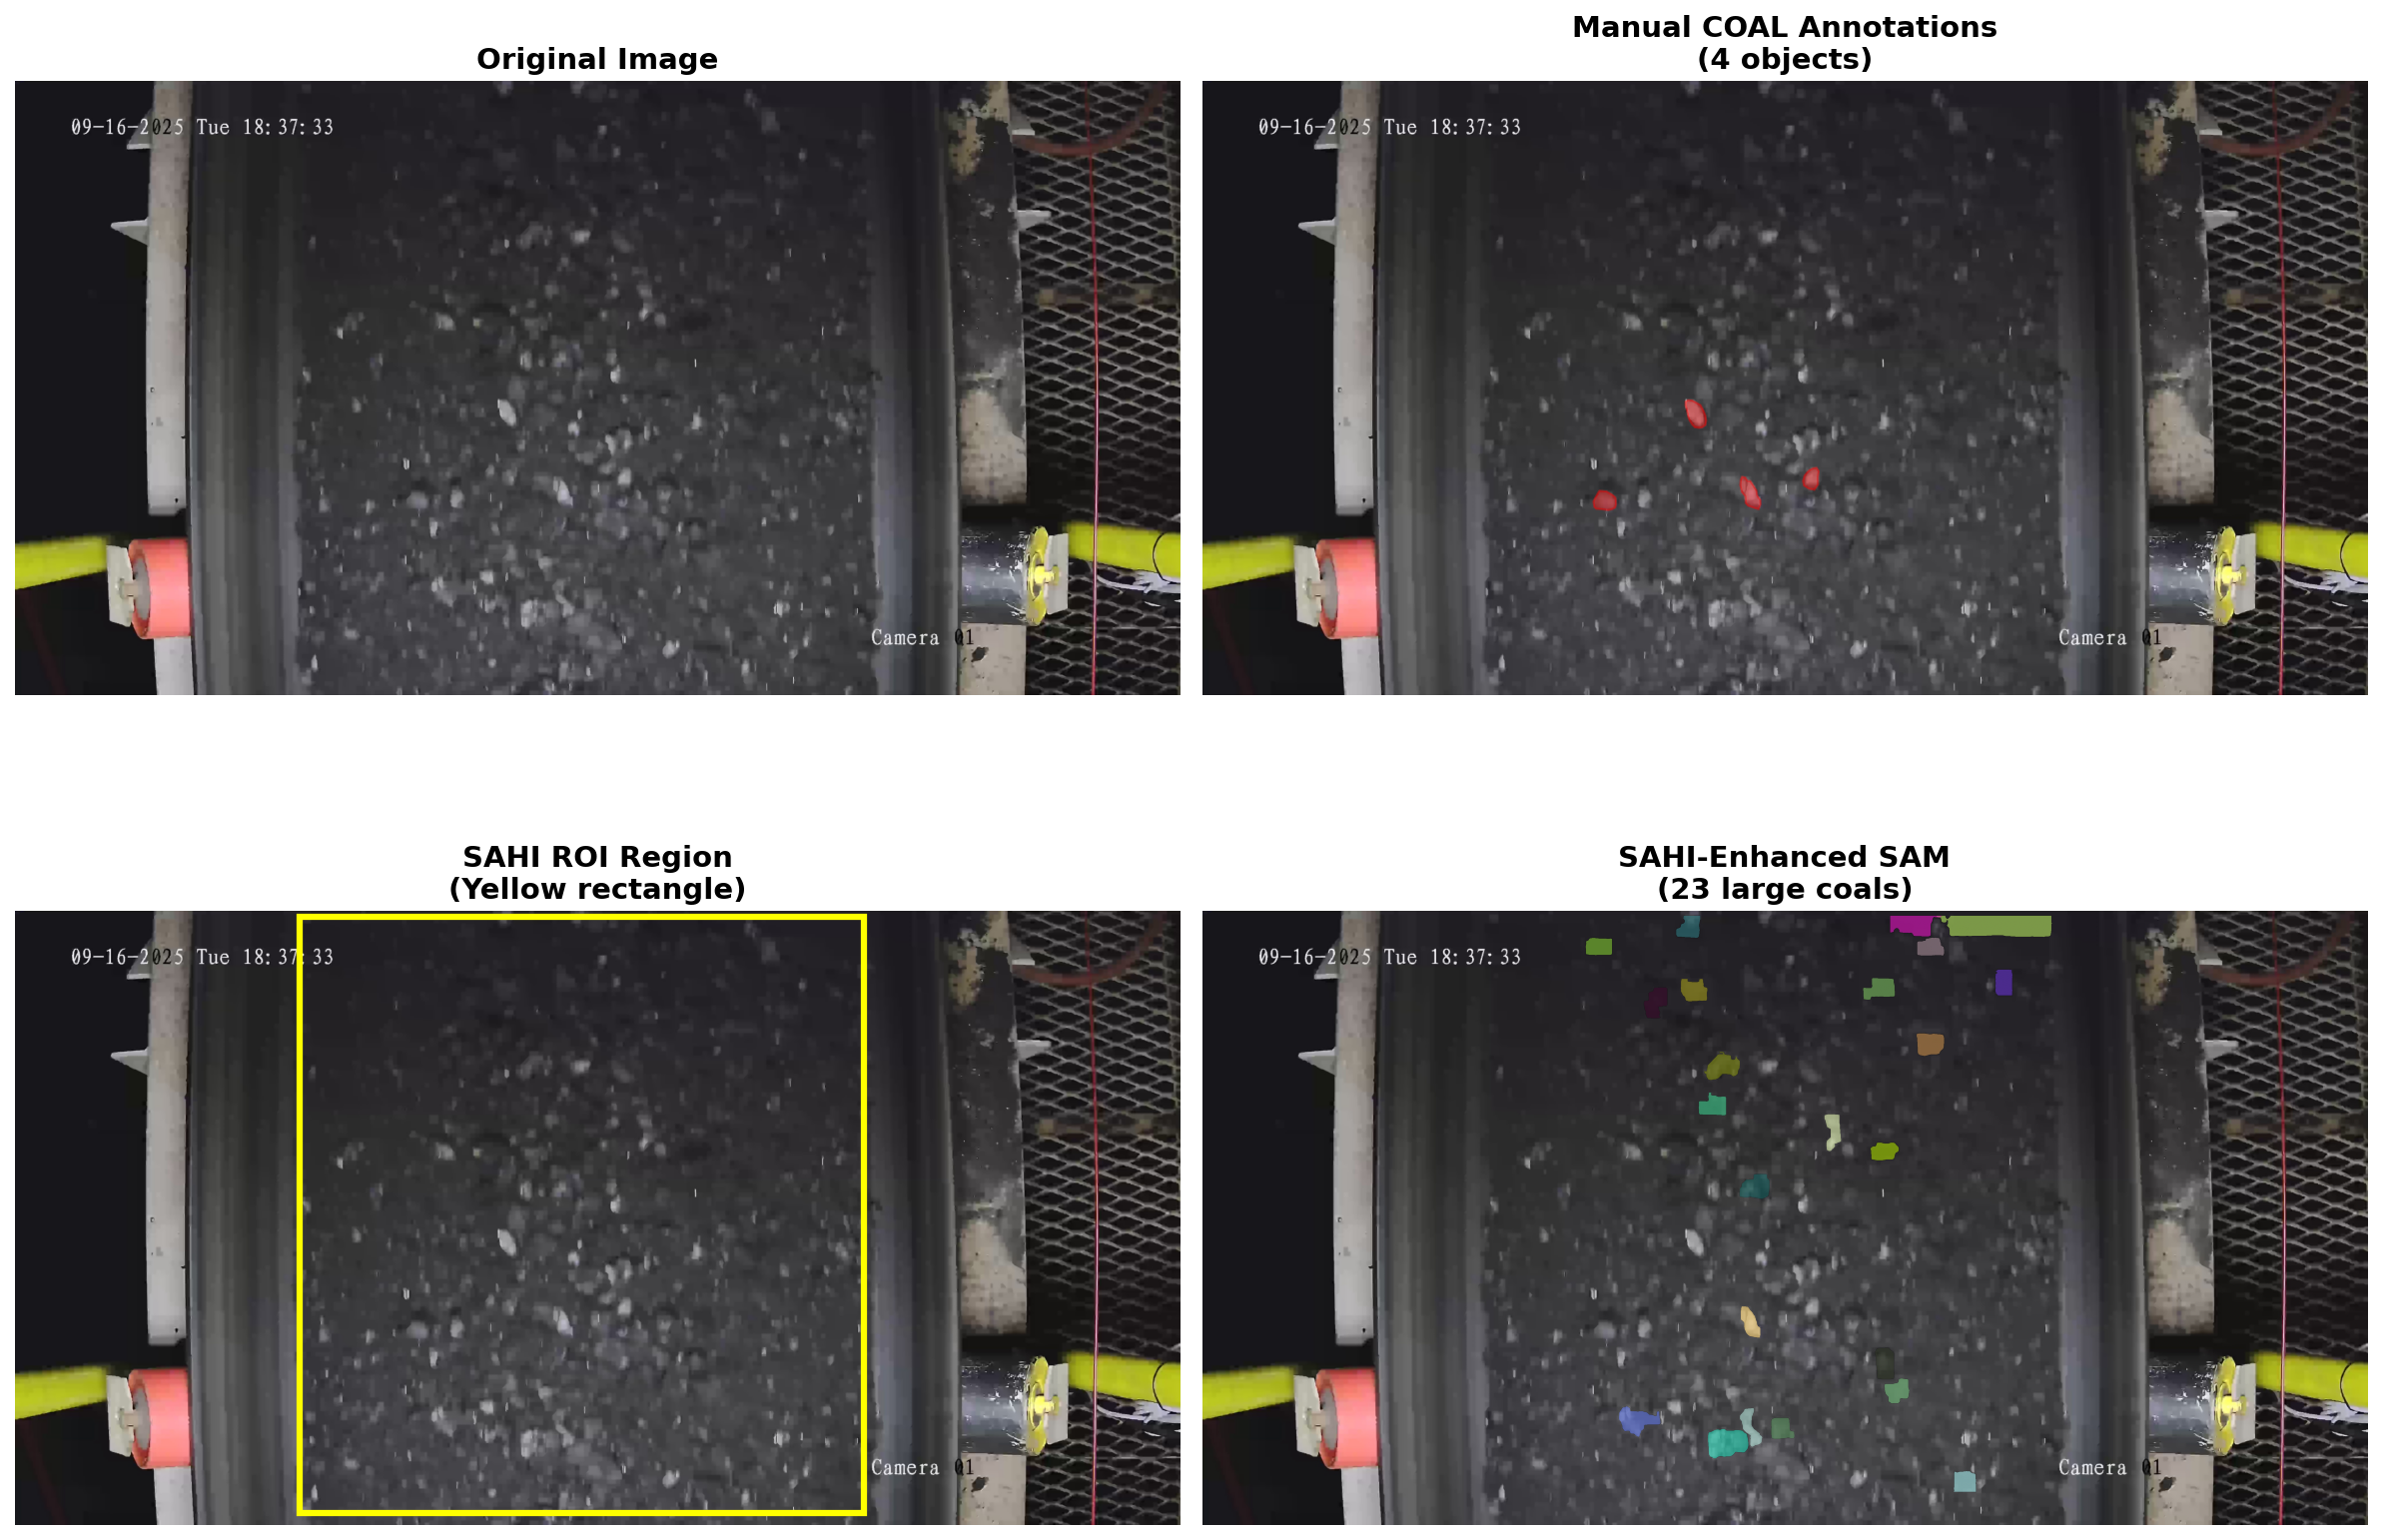 Original Image
09-16-2025 Tue 18:37:33
Camera 01
Manual COAL Annotations
(4 objects)
09-16-2025 Tue 18:37:33
Camera 01
SAHI ROI Region
(Yellow rectangle)
09-16-2025 Tue 18:37:33
Camera 01
SAHI-Enhanced SAM
(23 large coals)
09-16-2025 Tue 18:37:33
Camera 01